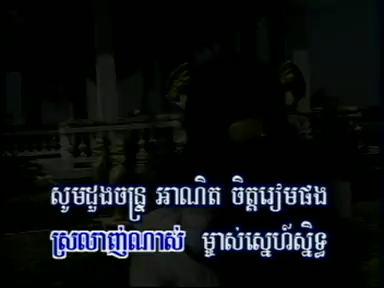 សូមដួងចន្ទ្រ អាណិត ចិត្តរៀមផង
ស្រលាញ់ណាស់ ម្ចាស់ស្នេហ៍ស្និទ្ធ